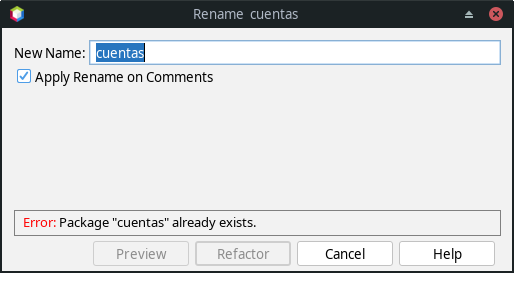 Rename cuentas
New Name: cuentas
Apply Rename on Comments
Error: Package "cuentas" already exists.
Preview Refactor Cancel Help